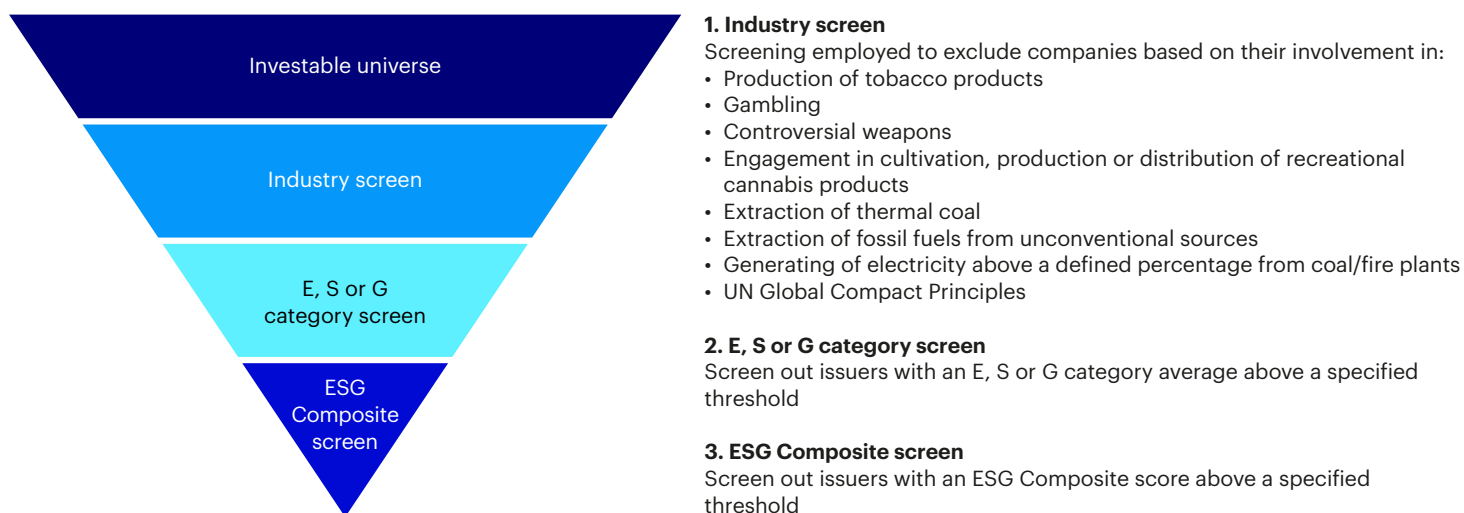 Investable universe
Industry screen
E, S or G
category screen
ESG
Composite
screen
1. Industry screen
Screening employed to exclude companies based on their involvement in:
• Production of tobacco products
• Gambling
• Controversial weapons
• Engagement in cultivation, production or distribution of recreational
cannabis products
• Extraction of thermal coal
• Extraction of fossil fuels from unconventional sources
• Generating of electricity above a defined percentage from coal/fire plants
• UN Global Compact Principles
2. E, S or G category screen
Screen out issuers with an E, S or G category average above a specified
threshold
3. ESG Composite screen
Screen out issuers with an ESG Composite score above a specified
threshold